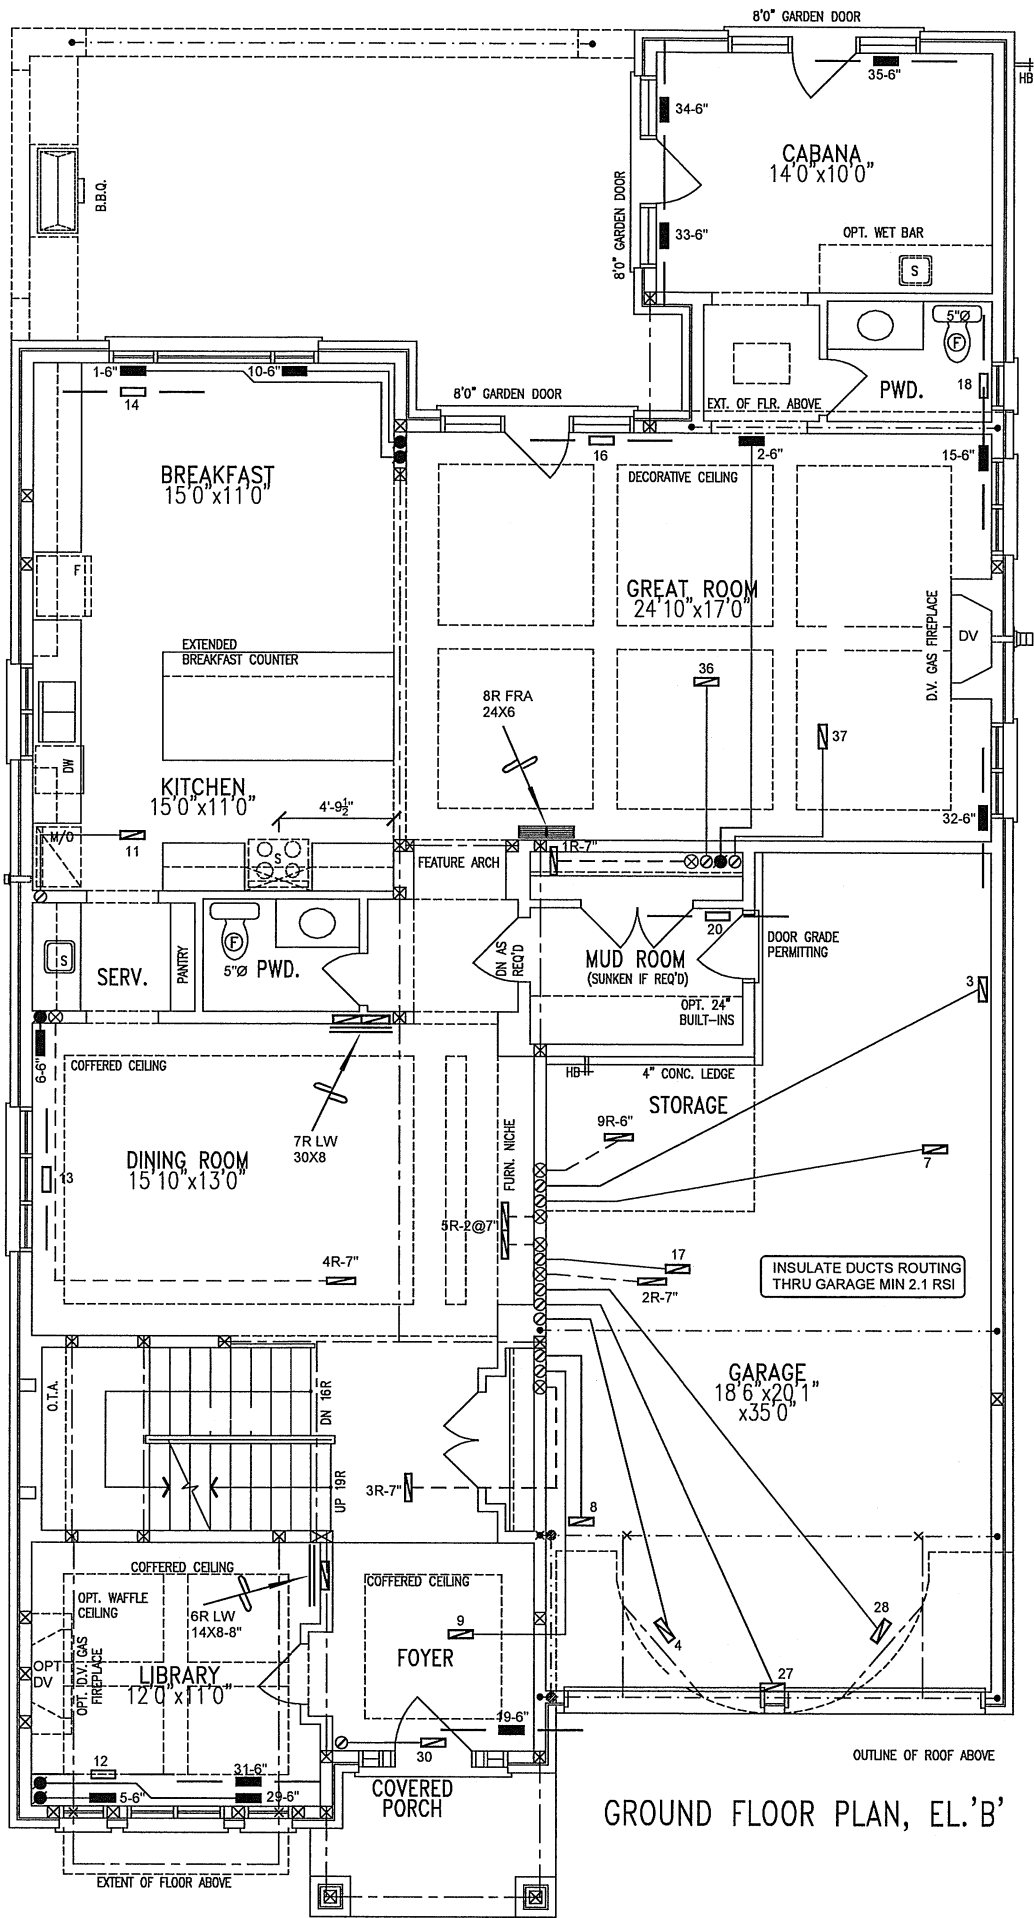 8'0" GARDEN DOOR
35-6"
HB
34-6"
CABANA
14'0"x10'0"
B.B.Q.
8'0" GARDEN DOOR
33-6"
OPT. WET BAR
S
5"Ø
F
1-6"
10-6"
14
8'0" GARDEN DOOR
PWD.
18
EXT. OF FLR. ABOVE
16
2-6"
15-6"
BREAKFAST
15'0"x11'0"
DECORATIVE CEILING
F
GREAT ROOM
24'10"x17'0"
D.V. GAS FIREPLACE
DV
EXTENDED
BREAKFAST COUNTER
36
8R FRA
24X6
37
DW
KITCHEN
15'0"x11'0"
4'-9½"
32-6"
M/O
11
S
FEATURE ARCH
1R-7"
20
DOOR GRADE
PERMITTING
S
SERV.
PANTRY
F
5"Ø
PWD.
DN AS
REQ'D
MUD ROOM
(SUNKEN IF REQ'D)
3
OPT. 24"
BUILT-INS
6-6"
COFFERED CEILING
HB
4" CONC. LEDGE
STORAGE
7R LW
30X8
FURN. NICHE
9R-6"
7
DINING ROOM
15'10"x13'0"
13
5R-2@7"
4R-7"
17
2R-7"
INSULATE DUCTS ROUTING
THRU GARAGE MIN 2.1 RSI
O.T.A.
DN 16R
GARAGE
18'6"x20'1"
x35'0"
UP 19R
3R-7"
8
COFFERED CEILING
COFFERED CEILING
OPT. WAFFLE
CEILING
6R LW
14X8-8"
9
4
28
FOYER
OPT
DV
OPT. D.V. GAS
FIREPLACE
LIBRARY
12'0"x11'0"
27
19-6"
30
12
31-6"
5-6"
29-6"
COVERED
PORCH
OUTLINE OF ROOF ABOVE
GROUND FLOOR PLAN, EL.'B'
EXTENT OF FLOOR ABOVE